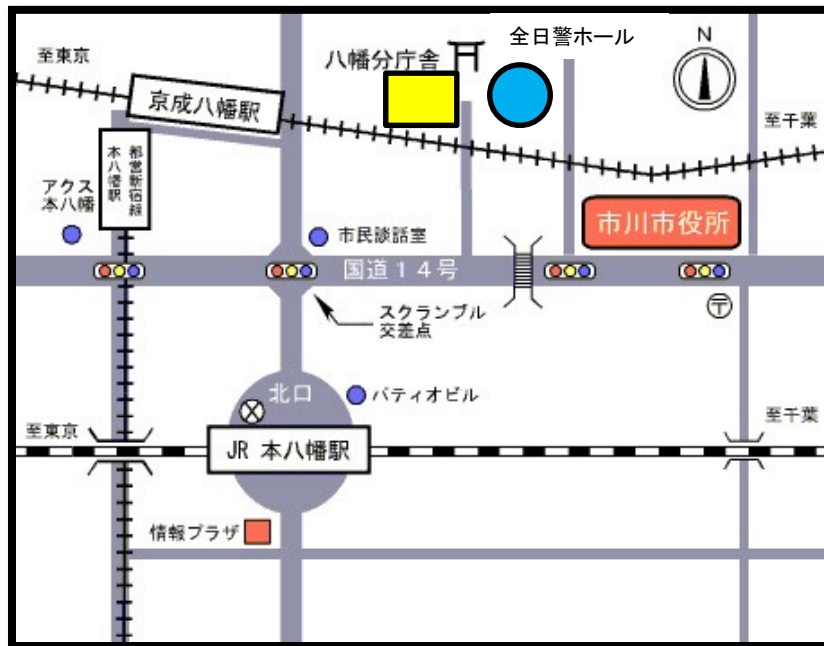 全日警ホール
N
至東京
八幡分庁舎
京成八幡駅
至千葉
都営新宿線
本八幡駅
アクス
本八幡
市川市役所
市民談話室
国道14号
スクランブル
交差点
〒
北口
パティオビル
至東京
至千葉
JR 本八幡駅
情報プラザ